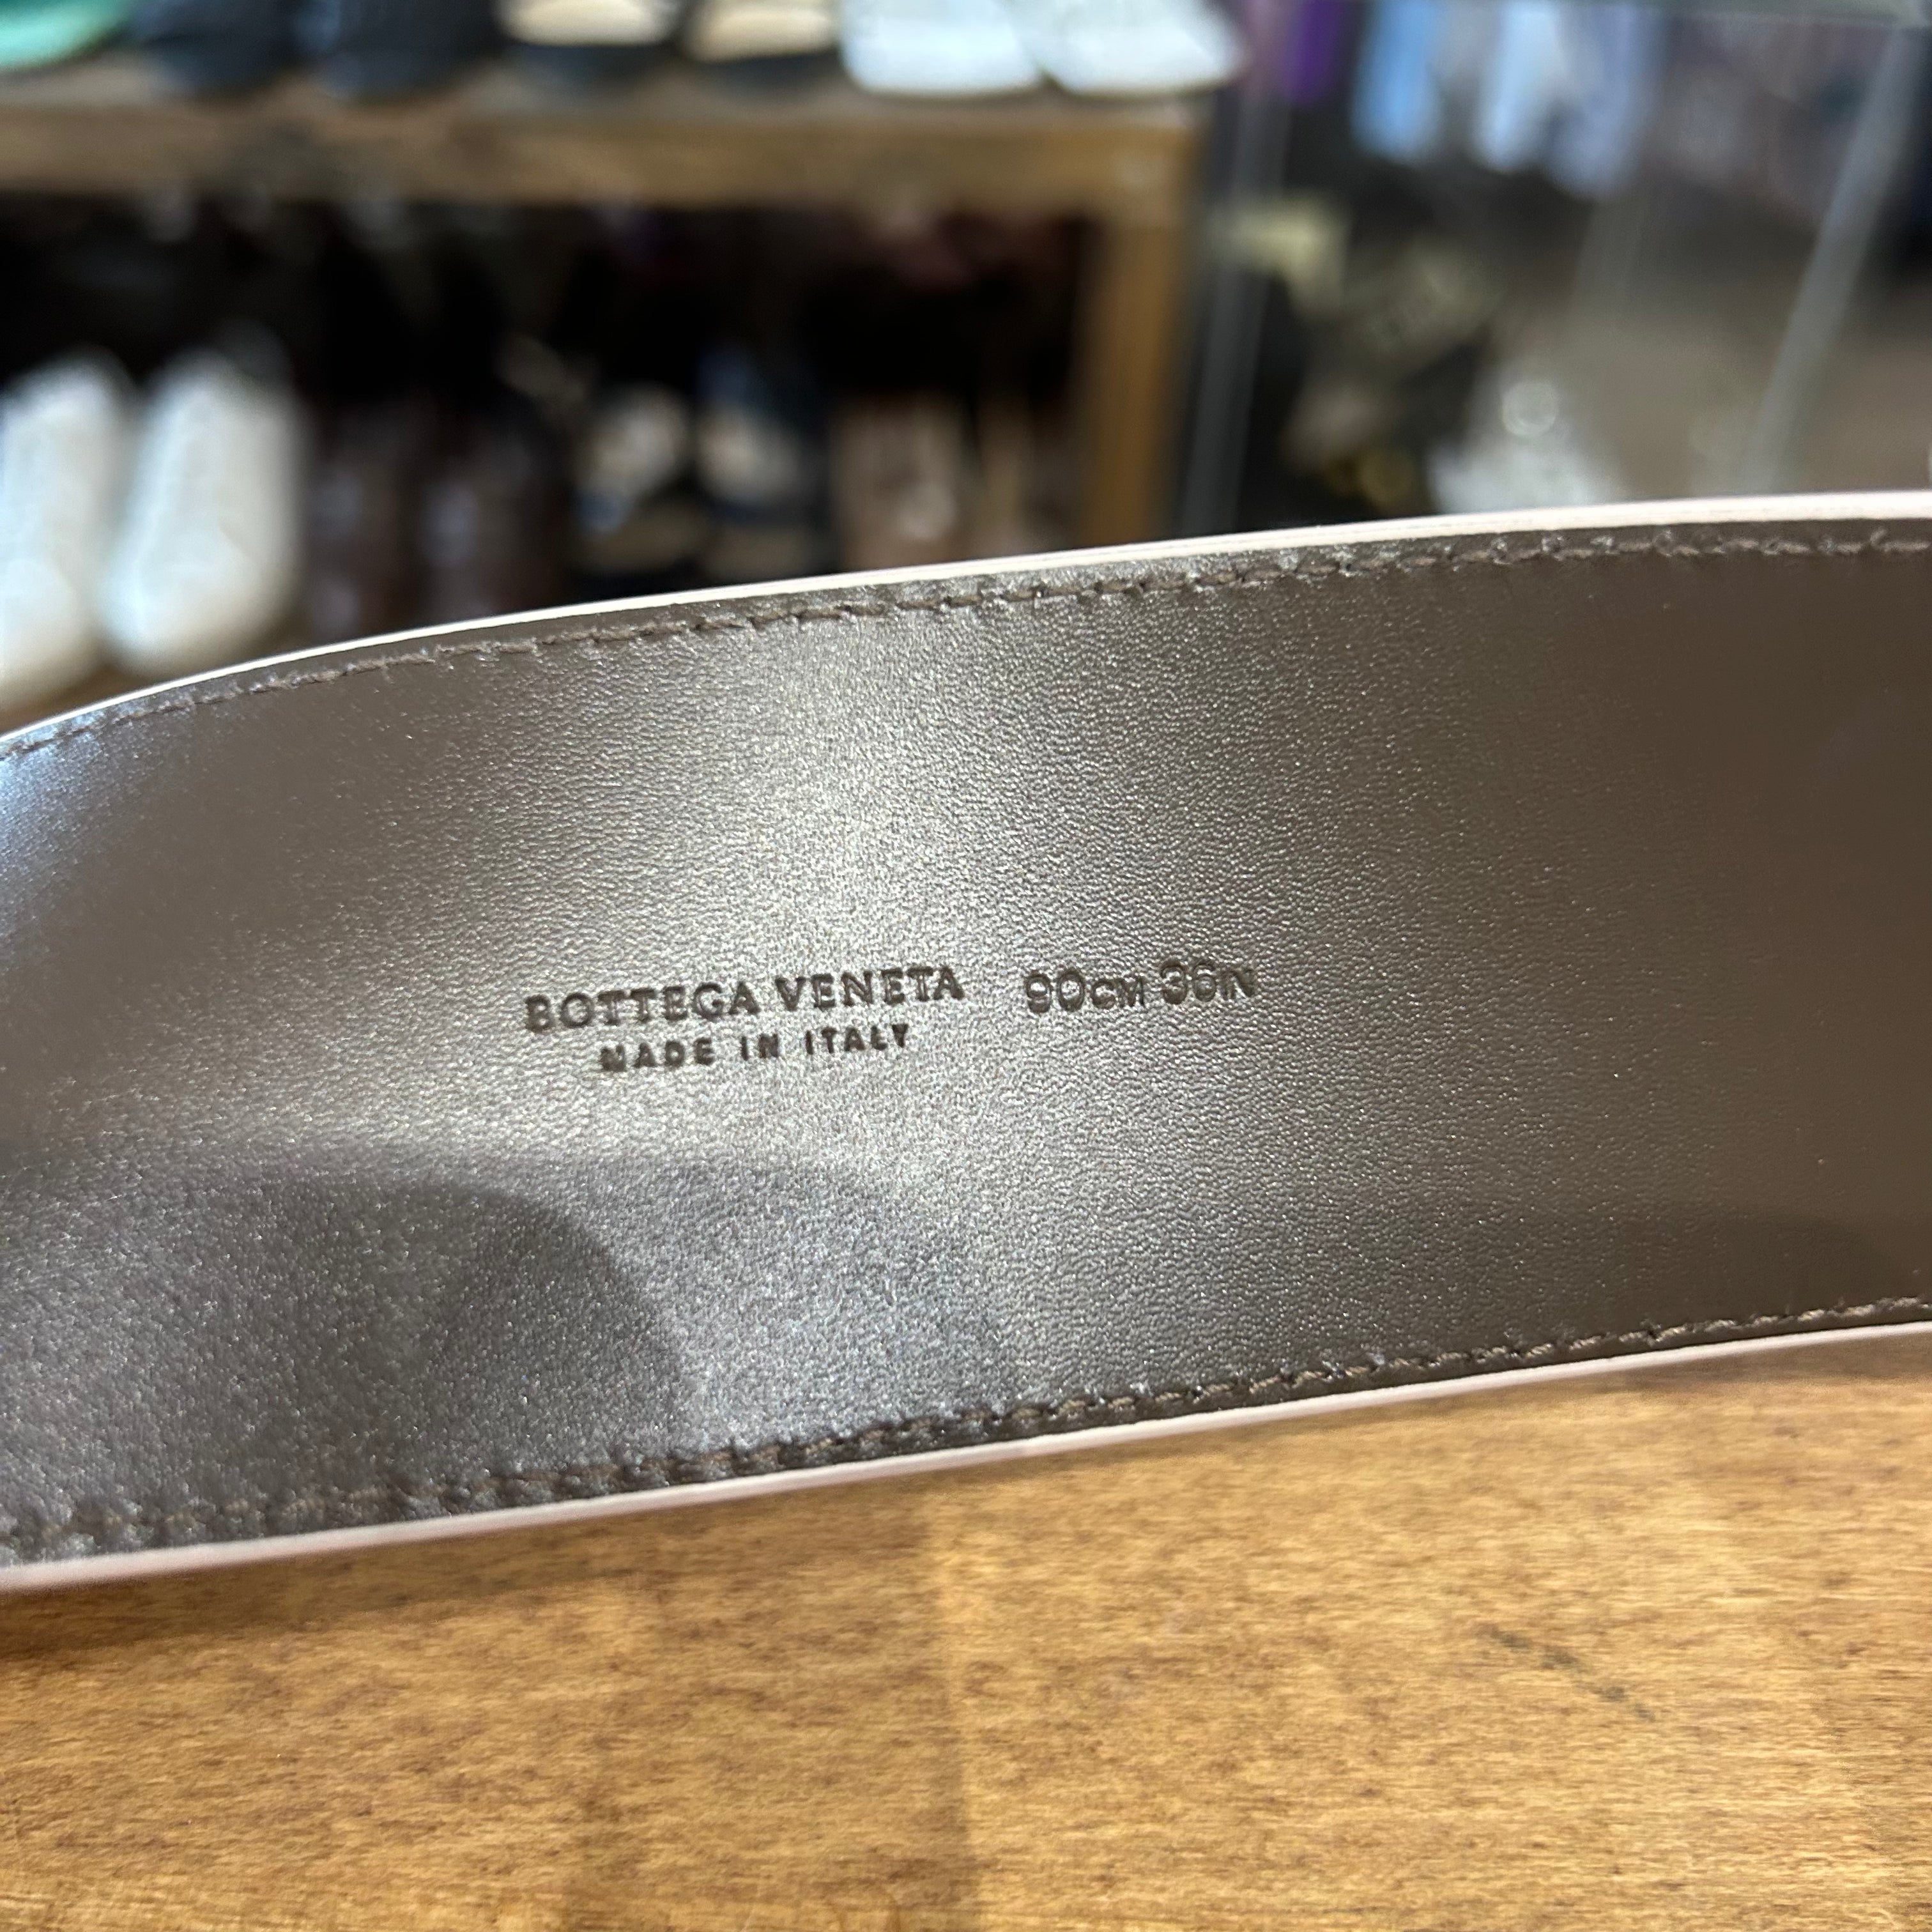 BOTTEGA VENETA 90CM 36IN
MADE IN ITALY